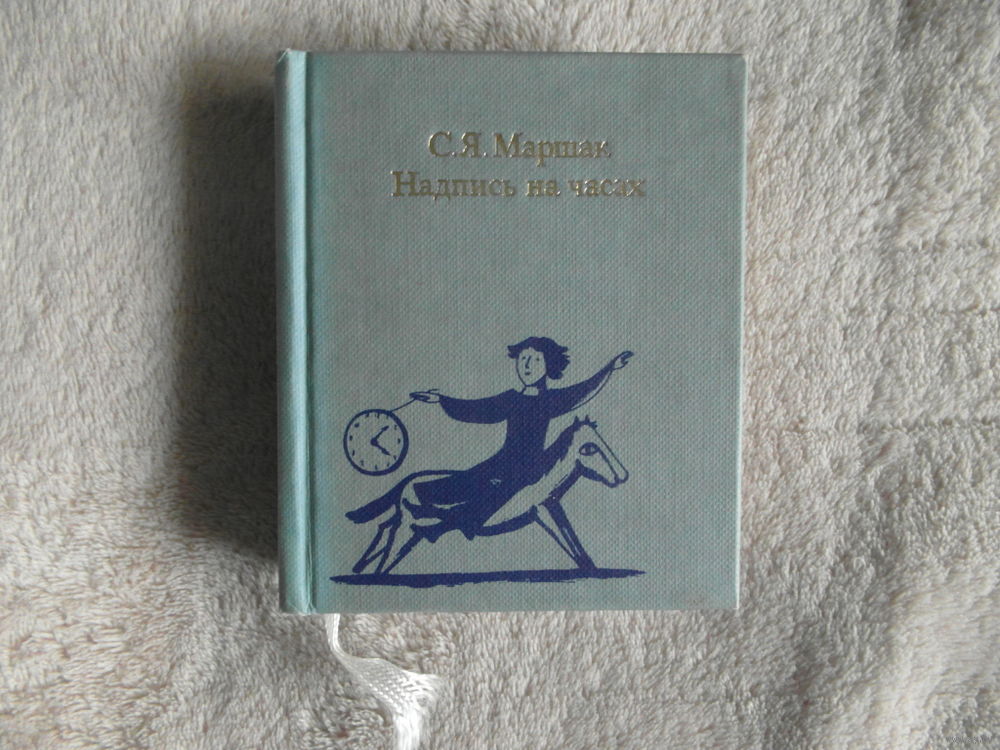 С.Я. Маршак
Надпись на часах